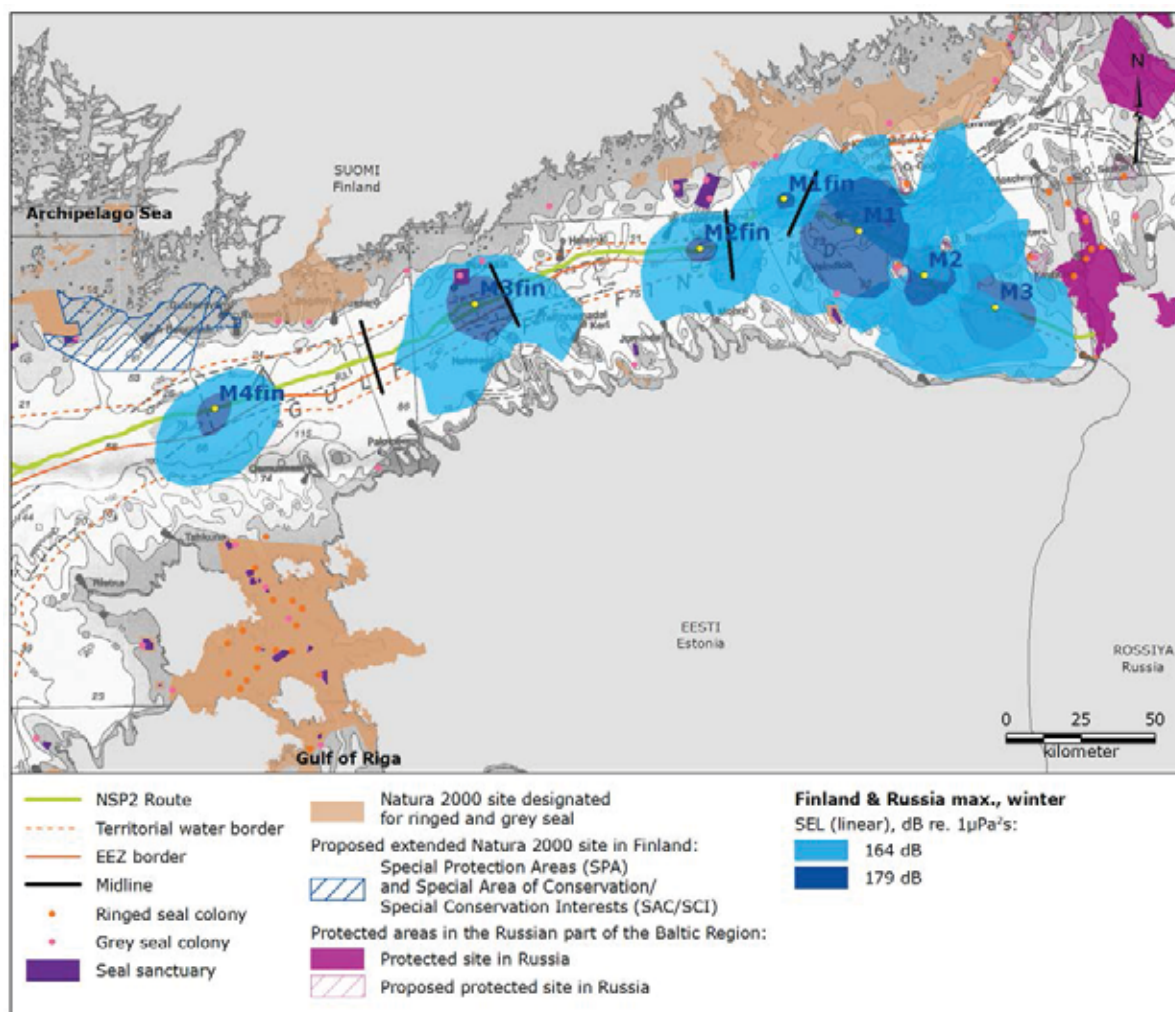 N
SUOMI
Finland
Archipelago Sea
M1fin
M1
M2fin
M2
M3fin
M3
M4fin
G
U
L
F
F
I
N
EESTI
Estonia
ROSSIYA
Russia
Gulf of Riga
0 25 50
kilometer
NSP2 Route
Territorial water border
EEZ border
Midline
Ringed seal colony
Grey seal colony
Seal sanctuary
Natura 2000 site designated
for ringed and grey seal
Proposed extended Natura 2000 site in Finland:
Special Protection Areas (SPA)
and Special Area of Conservation/
Special Conservation Interests (SAC/SCI)
Protected areas in the Russian part of the Baltic Region:
Protected site in Russia
Proposed protected site in Russia
Finland & Russia max., winter
SEL (linear), dB re. 1µPa²s:
164 dB
179 dB